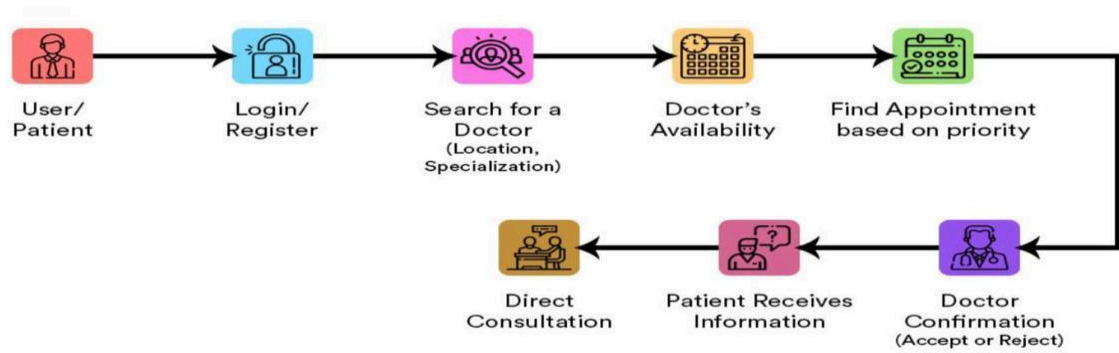 User/
Patient
Login/
Register
Search for a
Doctor
(Location,
Specialization)
Doctor's
Availability
Find Appointment
based on priority
Direct
Consultation
Patient Receives
Information
Doctor
Confirmation
(Accept or Reject)